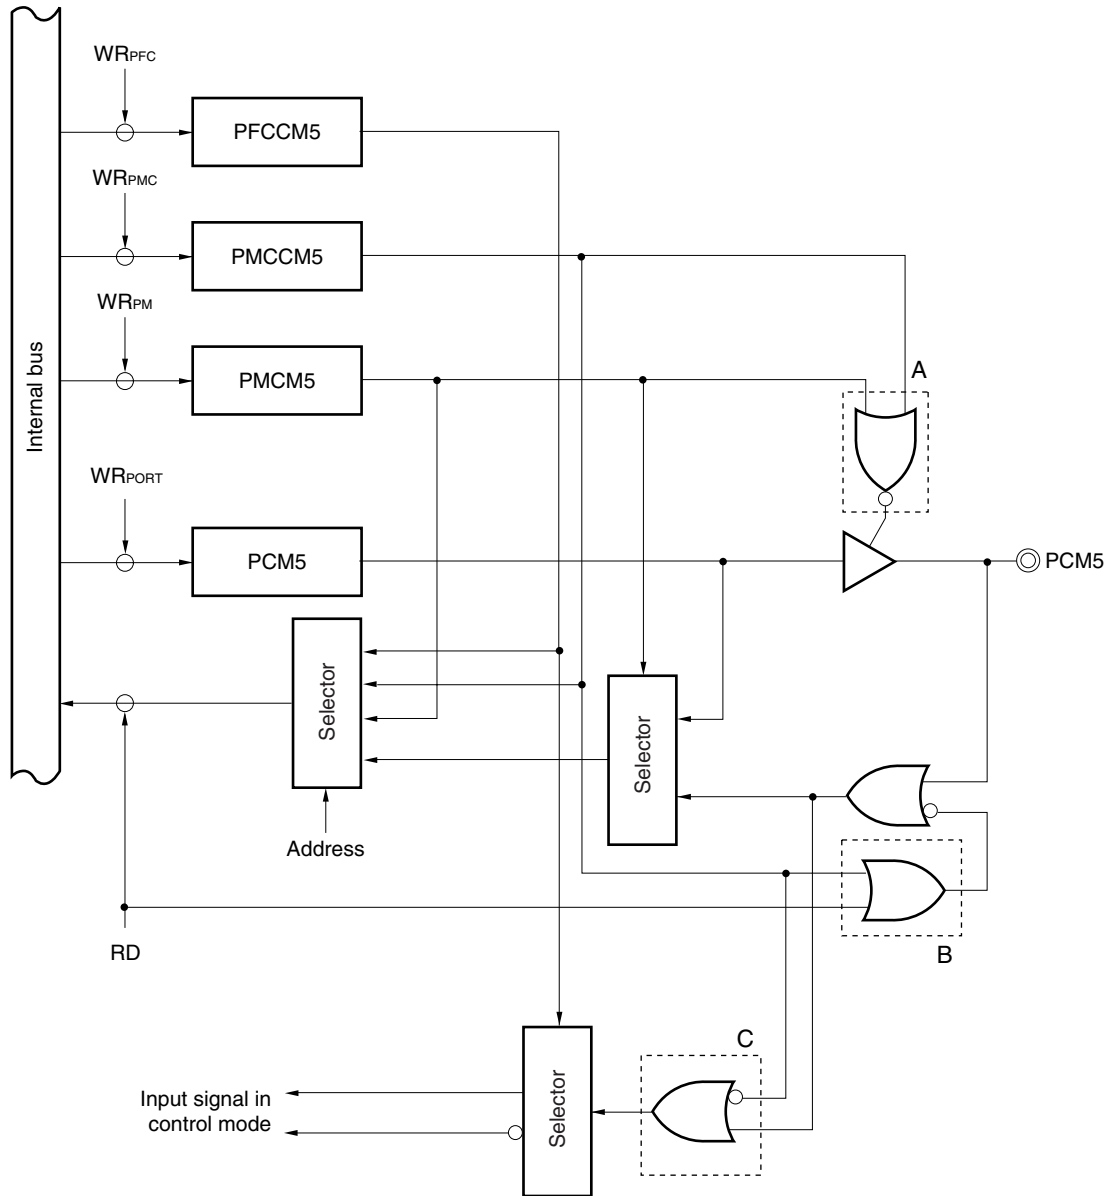 WRPFC
PFCCM5
WRPMC
PMCCM5
WRPM
PMCM5
Internal bus
A
WRPORT
PCM5
PCM5
Selector
Selector
Address
RD
B
C
Selector
Input signal in
control mode